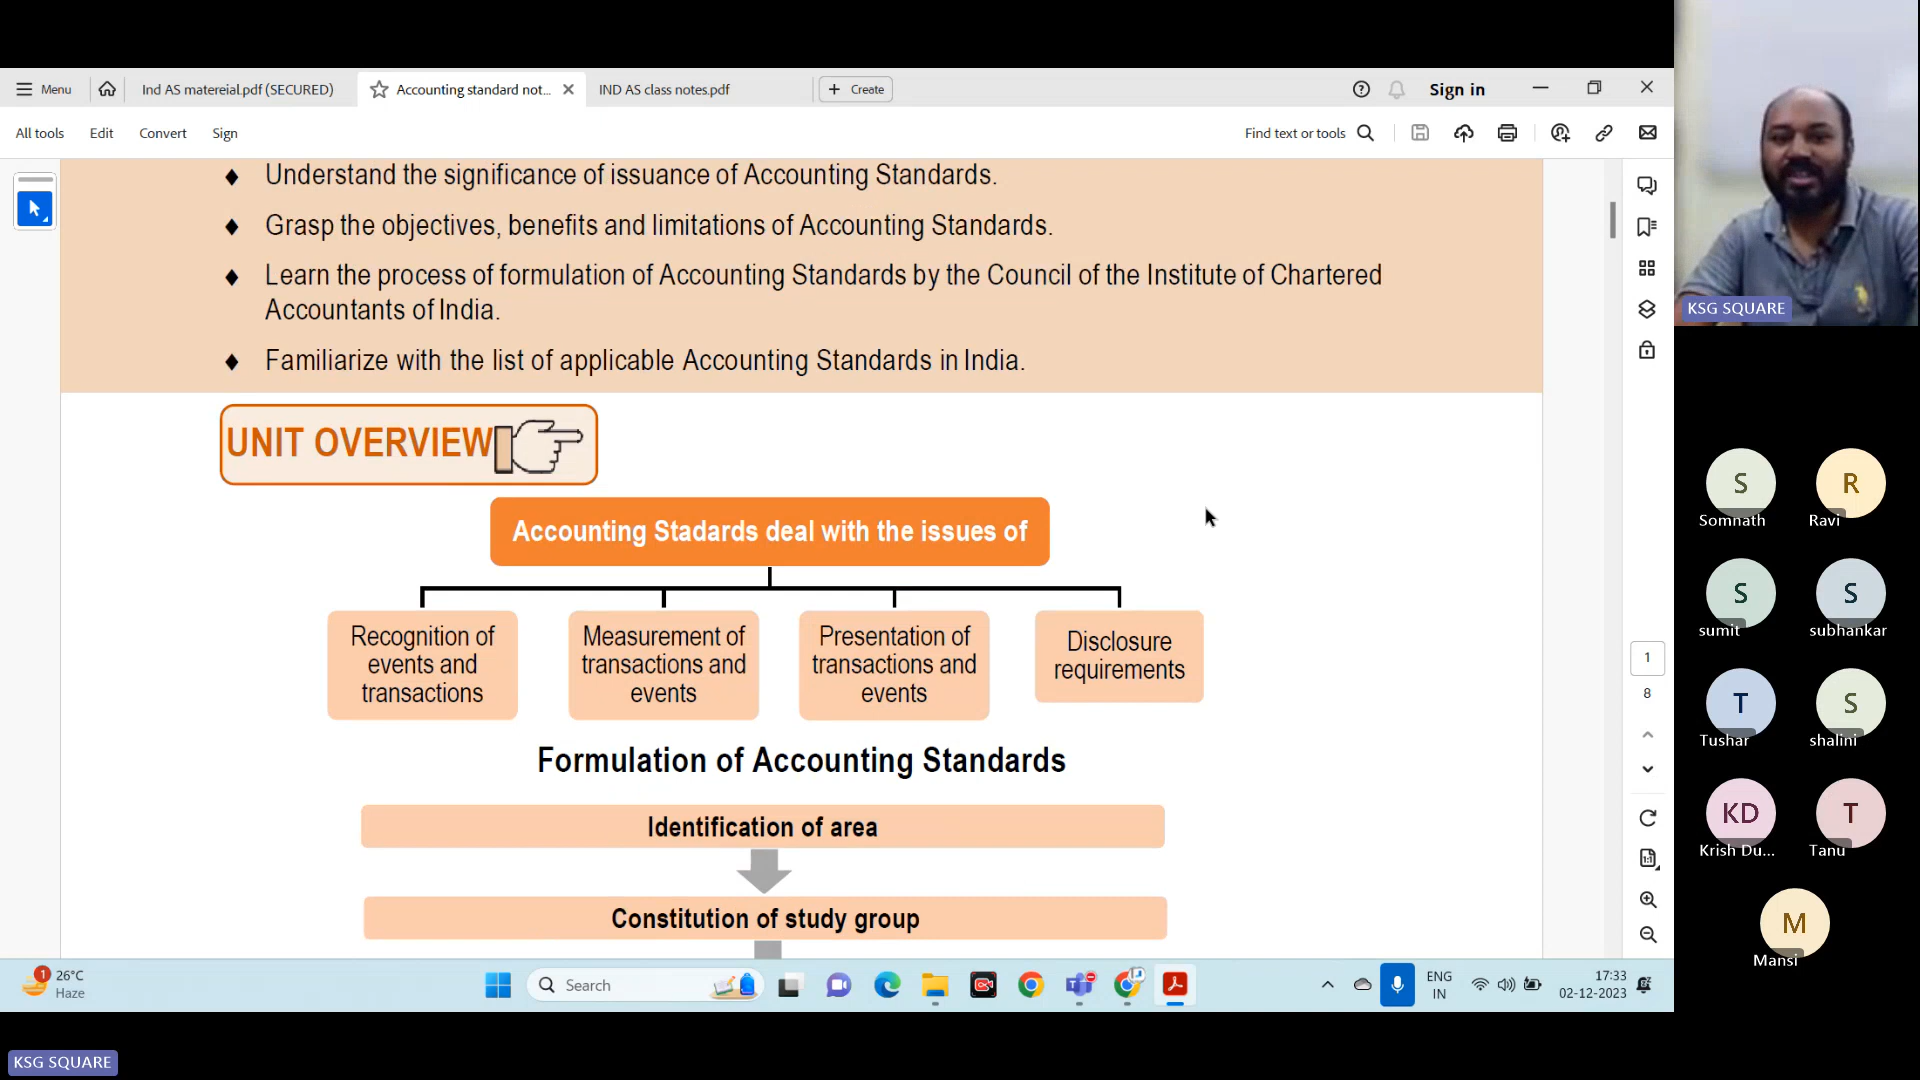 Menu
Ind AS matereial.pdf (SECURED)
Accounting standard not...
IND AS class notes.pdf
Create
Sign in
All tools
Edit
Convert
Sign
Find text or tools
Understand the significance of issuance of Accounting Standards.
Grasp the objectives, benefits and limitations of Accounting Standards.
Learn the process of formulation of Accounting Standards by the Council of the Institute of Chartered
Accountants of India.
Familiarize with the list of applicable Accounting Standards in India.
UNIT OVERVIEW
Accounting Stadards deal with the issues of
Recognition of
events and
transactions
Measurement of
transactions and
events
Presentation of
transactions and
events
Disclosure
requirements
Formulation of Accounting Standards
Identification of area
Constitution of study group
1
8
1
26°C
Haze
Search
ENG
IN
17:33
02-12-2023
KSG SQUARE
S
Somnath
R
Ravi
S
sumit
S
subhankar
T
Tushar
S
shalini
KD
Krish Du...
T
Tanu
M
Mansi
KSG SQUARE